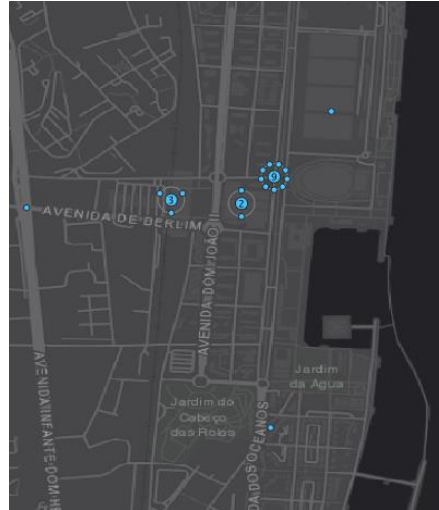 9
3
2
AVENIDA DE BERLIM
AVENIDA DOM JOÃO II
AVENIDA INFANTE DOM H
Jardim
da Água
Jardim do
Cabeço
das Rolas
DA DOS OCEANOS